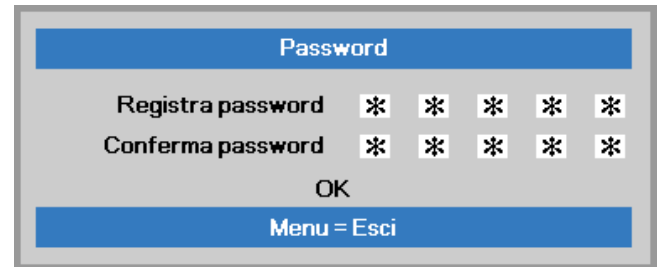 Password
Registra password * * * * *
Conferma password * * * * *
OK
Menu = Esci